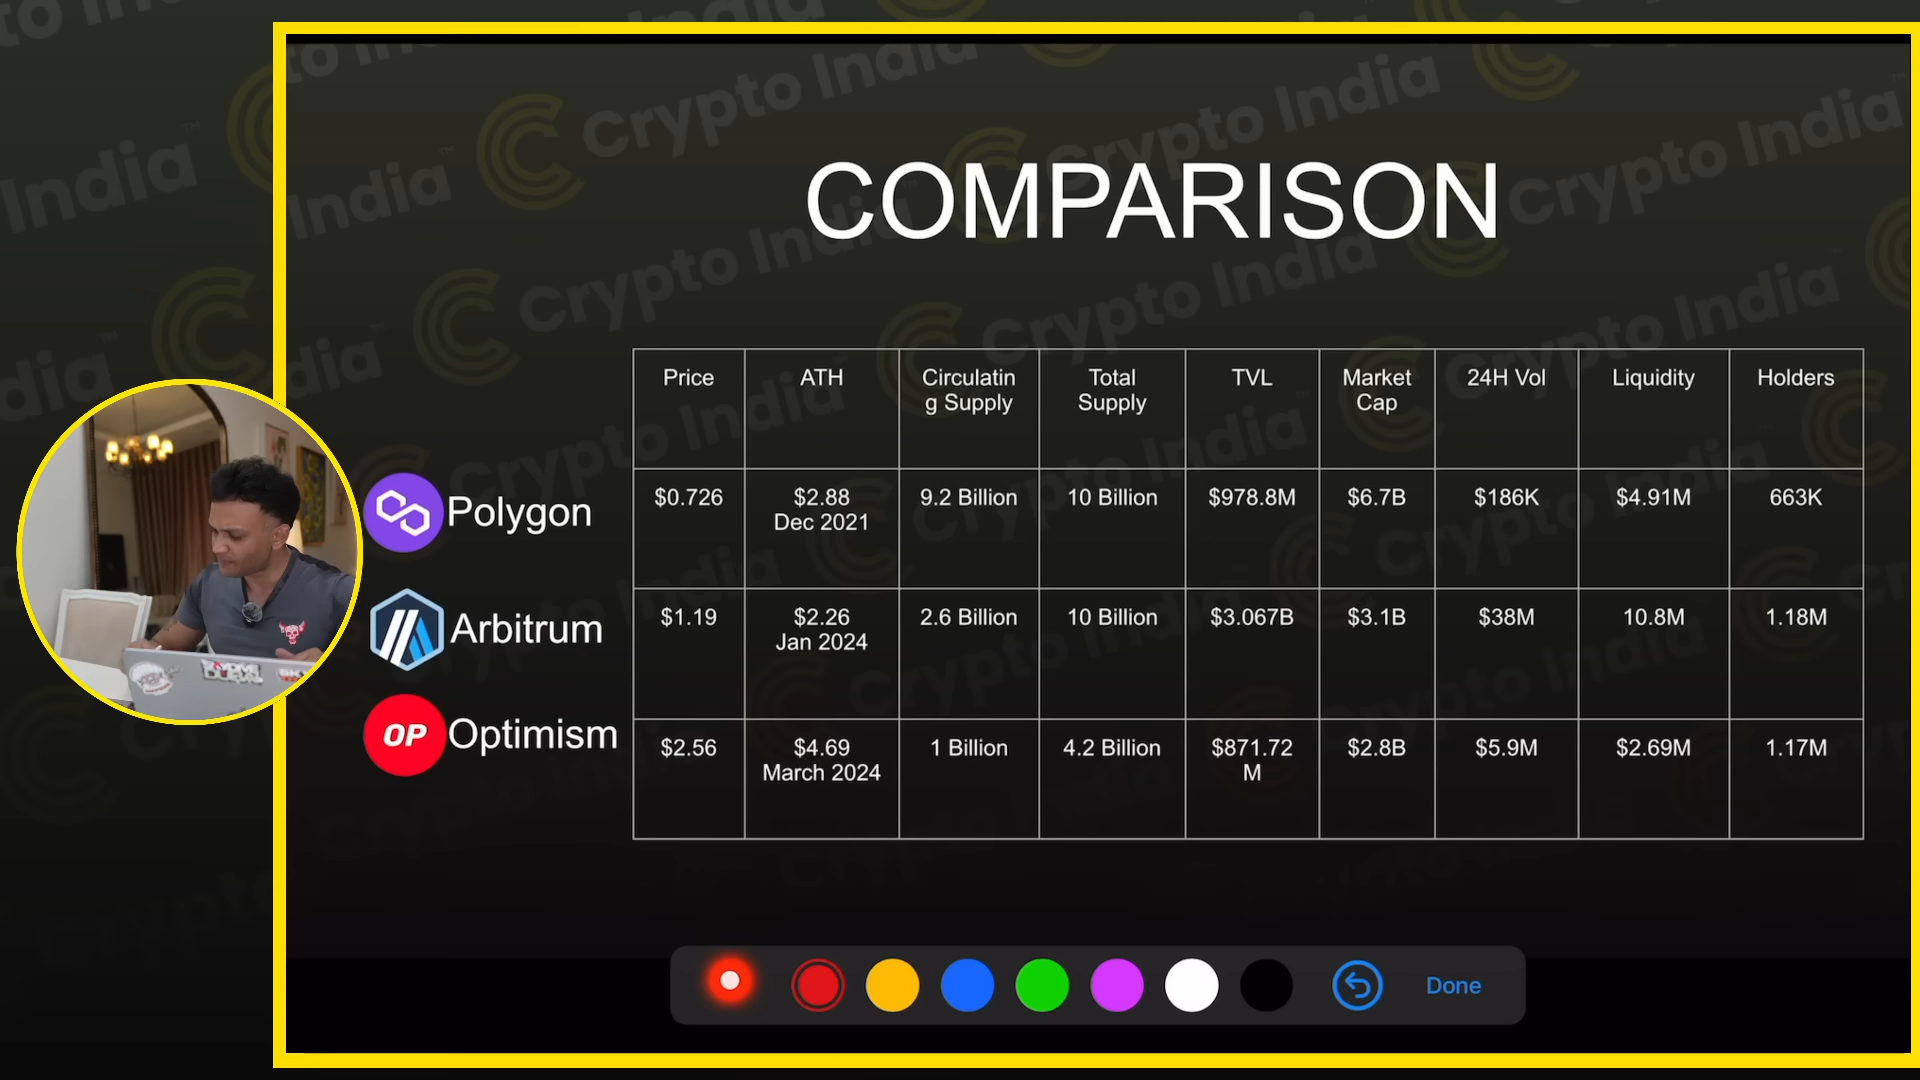 COMPARISON
Price
ATH
Circulatin
g Supply
Total
Supply
TVL
Market
Cap
24H Vol
Liquidity
Holders
Polygon
$0.726
$2.88
Dec 2021
9.2 Billion
10 Billion
$978.8M
$6.7B
$186K
$4.91M
663K
Arbitrum
$1.19
$2.26
Jan 2024
2.6 Billion
10 Billion
$3.067B
$3.1B
$38M
10.8M
1.18M
OP Optimism
$2.56
$4.69
March 2024
1 Billion
4.2 Billion
$871.72
M
$2.8B
$5.9M
$2.69M
1.17M
Done
Crypto India